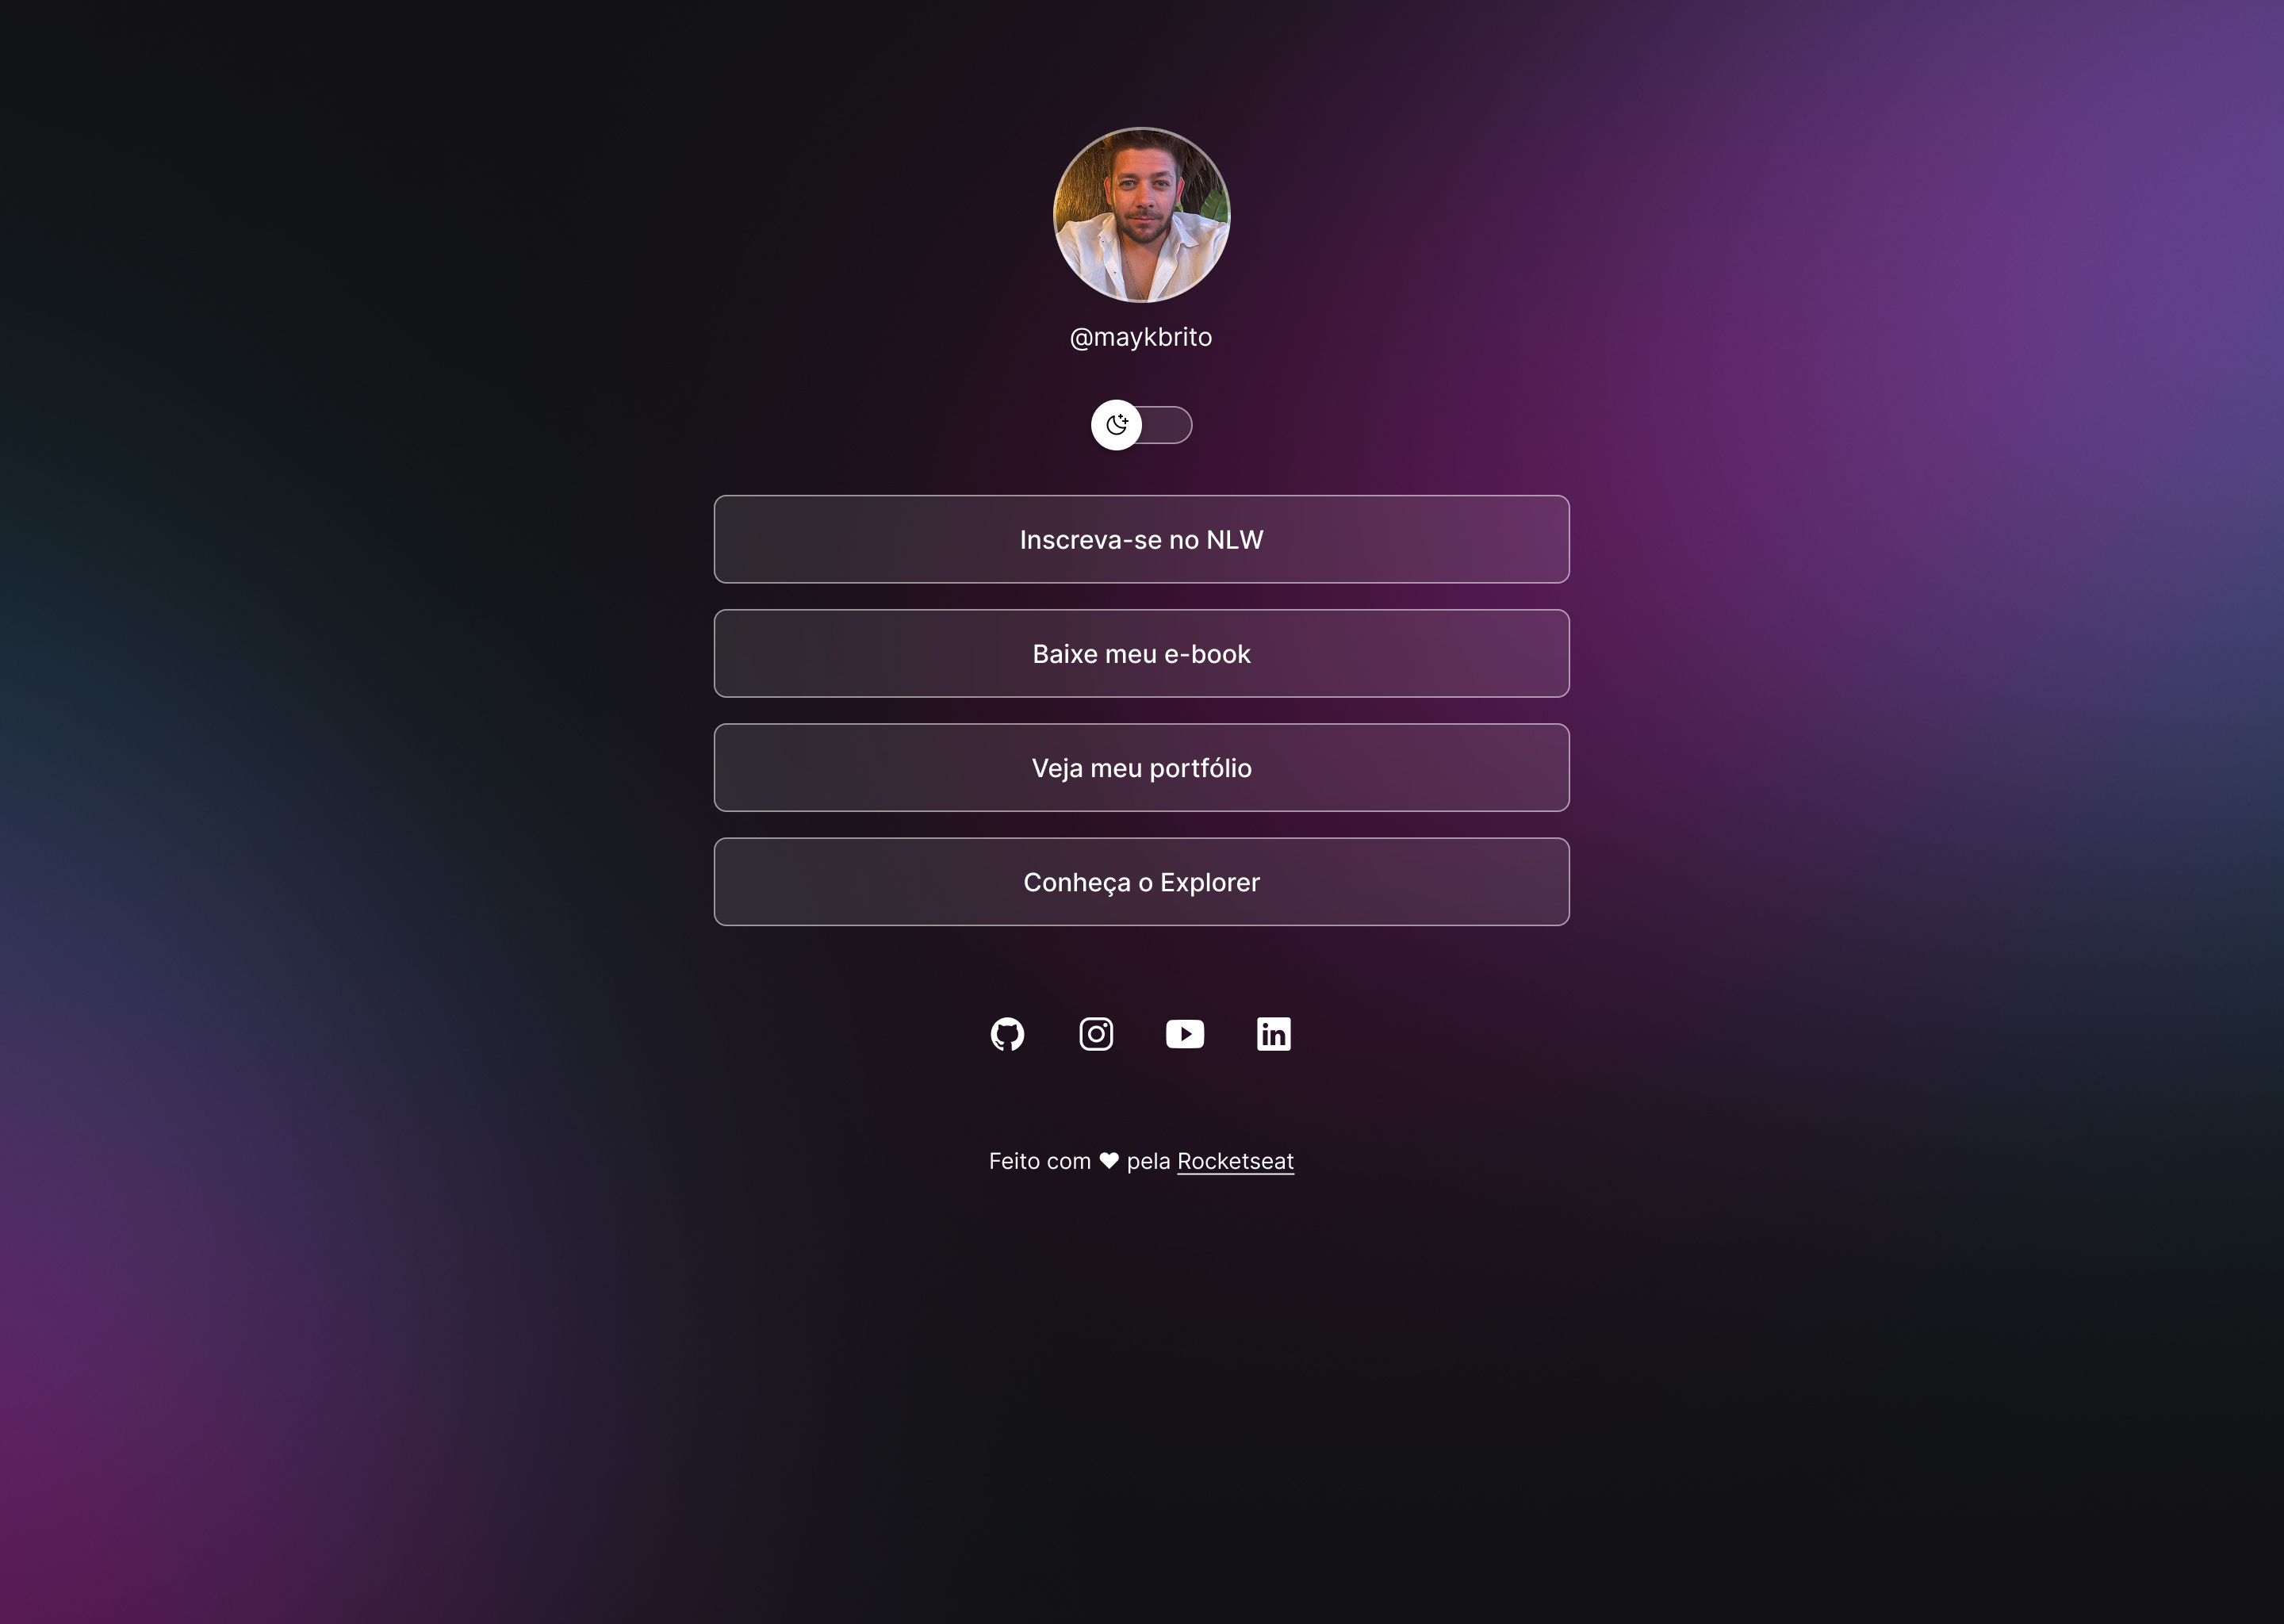 @maykbrito
Inscreva-se no NLW
Baixe meu e-book
Veja meu portfólio
Conheça o Explorer
Feito com ♥ pela Rocketseat